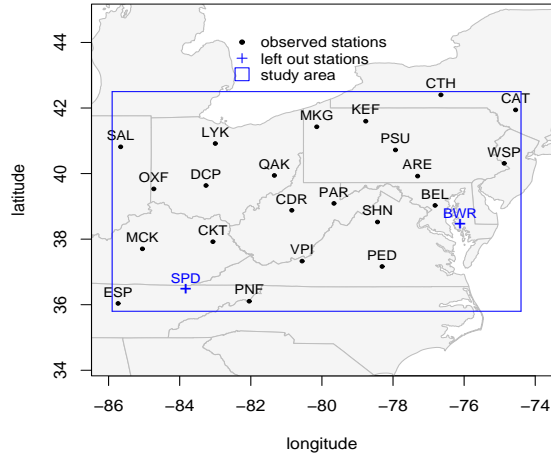 observed stations
left out stations
study area
CTH
CAT
MKG
KEF
SAL
LYK
PSU
WSP
OXF
DCP
QAK
ARE
CDR
PAR
BEL
BWR
SHN
MCK
CKT
VPI
PED
SPD
ESP
PNF
44
42
40
38
36
34
latitude
−86
−84
−82
−80
−78
−76
−74
longitude